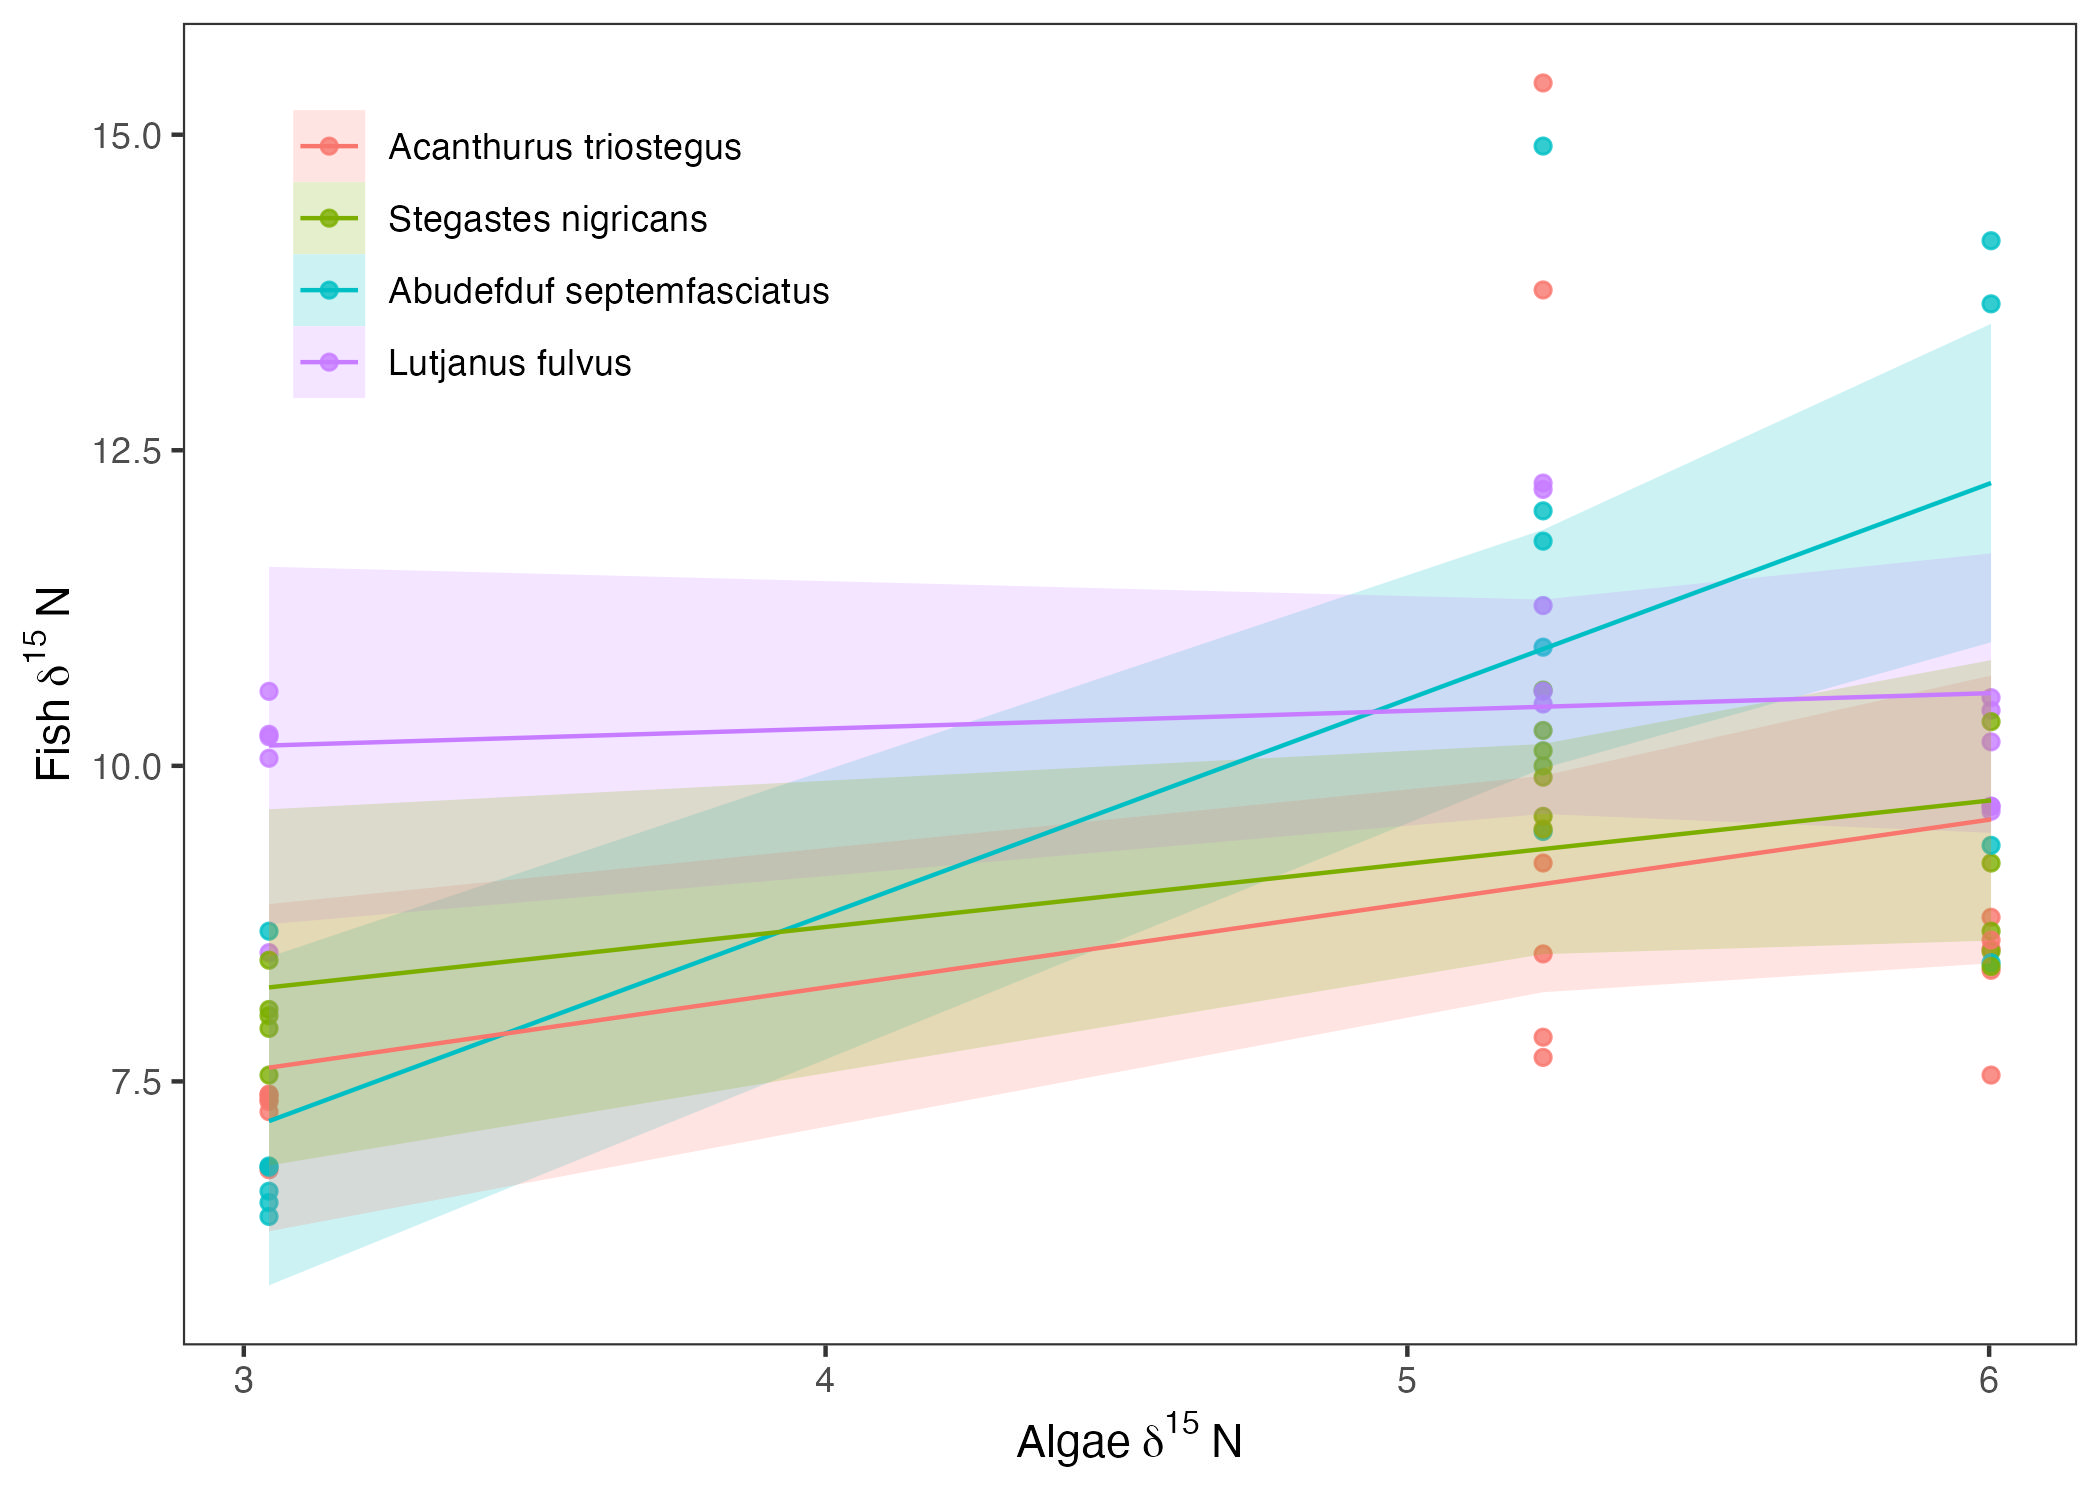 Acanthurus triostegus
Stegastes nigricans
Abudefduf septemfasciatus
Lutjanus fulvus
15.0
12.5
10.0
7.5
Fish δ¹⁵ N
3 4 5 6
Algae δ¹⁵ N